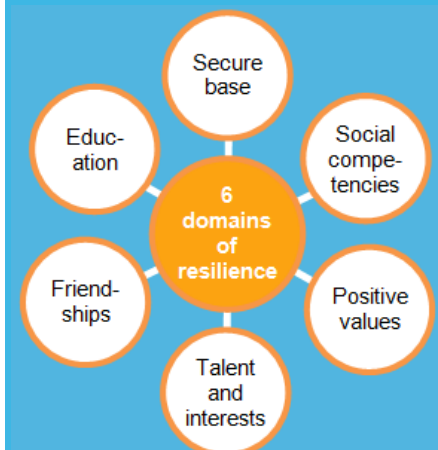 Secure
base
Social
compe-
tencies
Positive
values
Talent
and
interests
Friend-
ships
Educ-
ation
6
domains
of
resilience